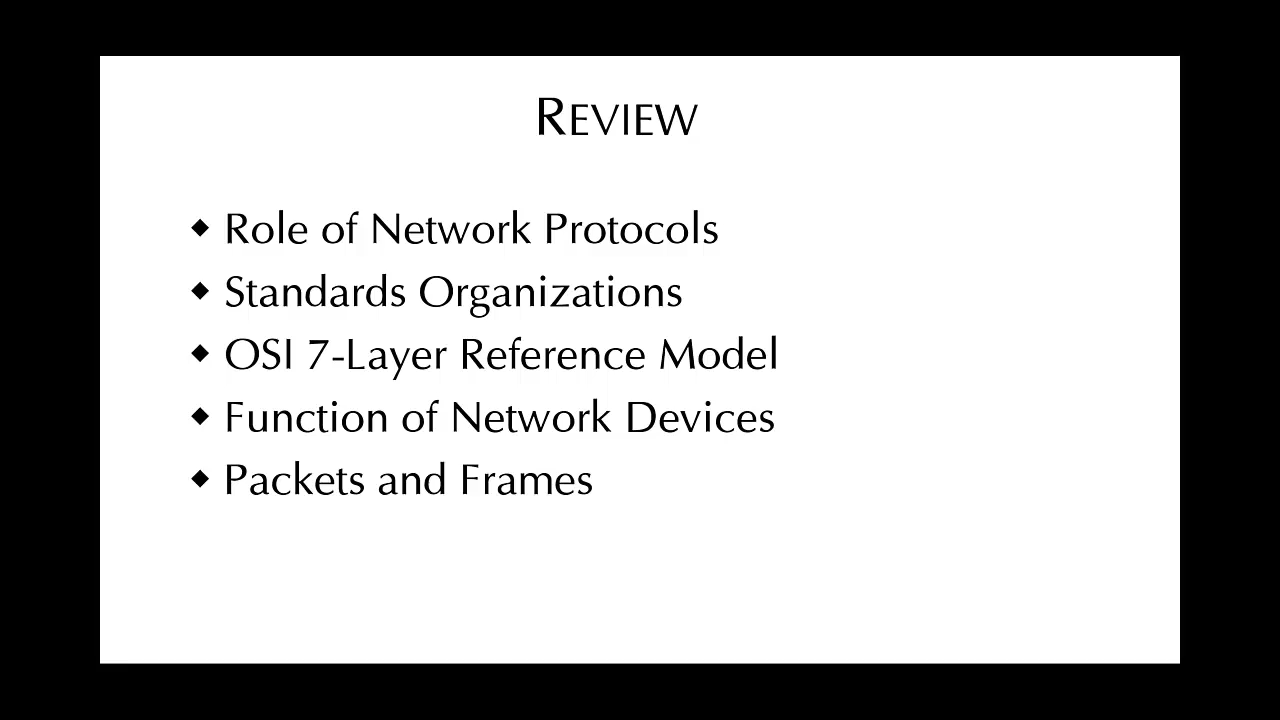 REVIEW
◆ Role of Network Protocols
◆ Standards Organizations
◆ OSI 7-Layer Reference Model
◆ Function of Network Devices
◆ Packets and Frames